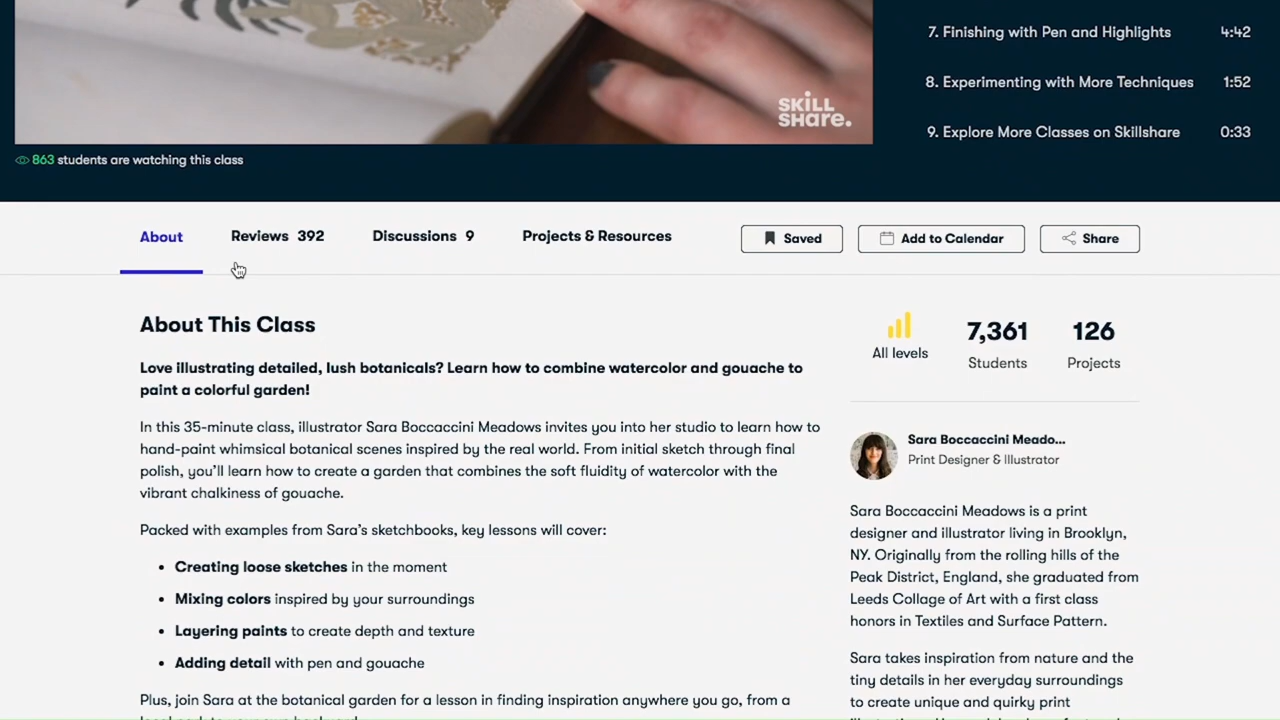 7. Finishing with Pen and Highlights 4:42
8. Experimenting with More Techniques 1:52
9. Explore More Classes on Skillshare 0:33
SKILL
SHARE.
863 students are watching this class
About Reviews 392 Discussions 9 Projects & Resources Saved Add to Calendar Share
About This Class
Love illustrating detailed, lush botanicals? Learn how to combine watercolor and gouache to
paint a colorful garden!
In this 35-minute class, illustrator Sara Boccaccini Meadows invites you into her studio to learn how to
hand-paint whimsical botanical scenes inspired by the real world. From initial sketch through final
polish, you'll learn how to create a garden that combines the soft fluidity of watercolor with the
vibrant chalkiness of gouache.
Packed with examples from Sara's sketchbooks, key lessons will cover:
• Creating loose sketches in the moment
• Mixing colors inspired by your surroundings
• Layering paints to create depth and texture
• Adding detail with pen and gouache
Plus, join Sara at the botanical garden for a lesson in finding inspiration anywhere you go, from a
All levels
7,361
Students
126
Projects
Sara Boccaccini Meado...
Print Designer & Illustrator
Sara Boccaccini Meadows is a print
designer and illustrator living in Brooklyn,
NY. Originally from the rolling hills of the
Peak District, England, she graduated from
Leeds Collage of Art with a first class
honors in Textiles and Surface Pattern.
Sara takes inspiration from nature and the
tiny details in her everyday surroundings
to create unique and quirky print